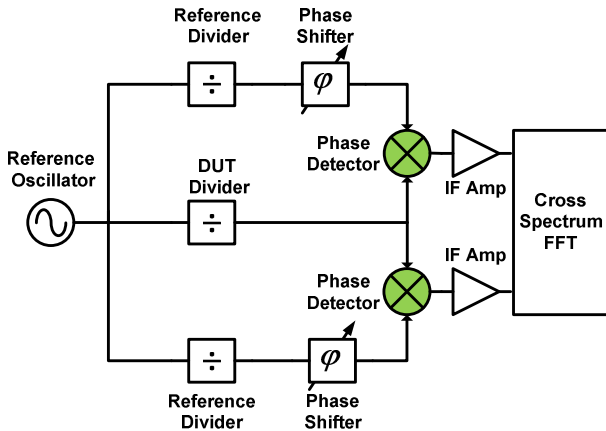 Reference
Divider
Phase
Shifter
÷
φ
Reference
Oscillator
DUT
Divider
÷
Phase
Detector
IF Amp
Cross
Spectrum
FFT
IF Amp
Phase
Detector
÷
φ
Reference
Divider
Phase
Shifter